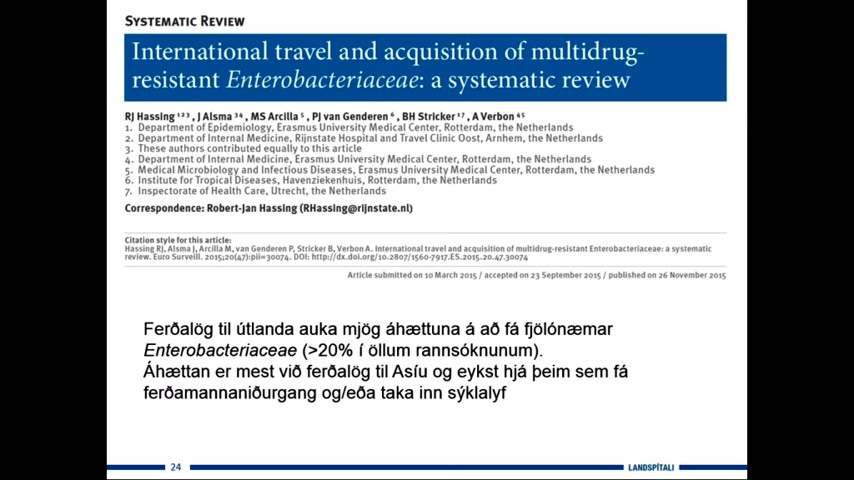 SYSTEMATIC REVIEW
International travel and acquisition of multidrug-
resistant Enterobacteriaceae: a systematic review
RJ Hassing ¹²³ , J Alsma ³⁴ , MS Arcilla ⁵ , PJ van Genderen ⁶ , BH Stricker ¹⁷ , A Verbon ⁴⁵
1. Department of Epidemiology, Erasmus University Medical Center, Rotterdam, the Netherlands
2. Department of Internal Medicine, Rijnstate Hospital and Travel Clinic Oost, Arnhem, the Netherlands
3. These authors contributed equally to this article
4. Department of Internal Medicine, Erasmus University Medical Center, Rotterdam, the Netherlands
5. Medical Microbiology and Infectious Diseases, Erasmus University Medical Center, Rotterdam, the Netherlands
6. Institute for Tropical Diseases, Havenziekenhuis, Rotterdam, the Netherlands
7. Inspectorate of Health Care, Utrecht, the Netherlands
Correspondence: Robert-Jan Hassing (RHassing@rijnstate.nl)
Citation style for this article:
Hassing RJ, Alsma J, Arcilla M, van Genderen P, Stricker B, Verbon A. International travel and acquisition of multidrug-resistant Enterobacteriaceae: a systematic
review. Euro Surveill. 2015;20(47):pii=30074. DOI: http://dx.doi.org/10.2807/1560-7917.ES.2015.20.47.30074
Article submitted on 10 March 2015 / accepted on 23 September 2015 / published on 26 November 2015
Ferðalög til útlanda auka mjög áhættuna á að fá fjölónæmar
Enterobacteriaceae (>20% í öllum rannsóknunum).
Áhættan er mest við ferðalög til Asíu og eykst hjá þeim sem fá
ferðamannaniðurgang og/eða taka inn sýklalyf
24
LANDSPÍTALI